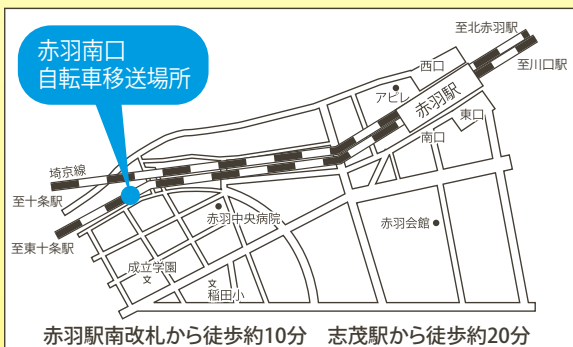 赤羽南口
自転車移送場所
至北赤羽駅
至川口駅
西口
アピレ
赤羽駅
東口
南口
埼京線
至十条駅
至東十条駅
赤羽中央病院
赤羽会館
成立学園
文
文
稲田小
赤羽駅南改札から徒歩約10分　志茂駅から徒歩約20分